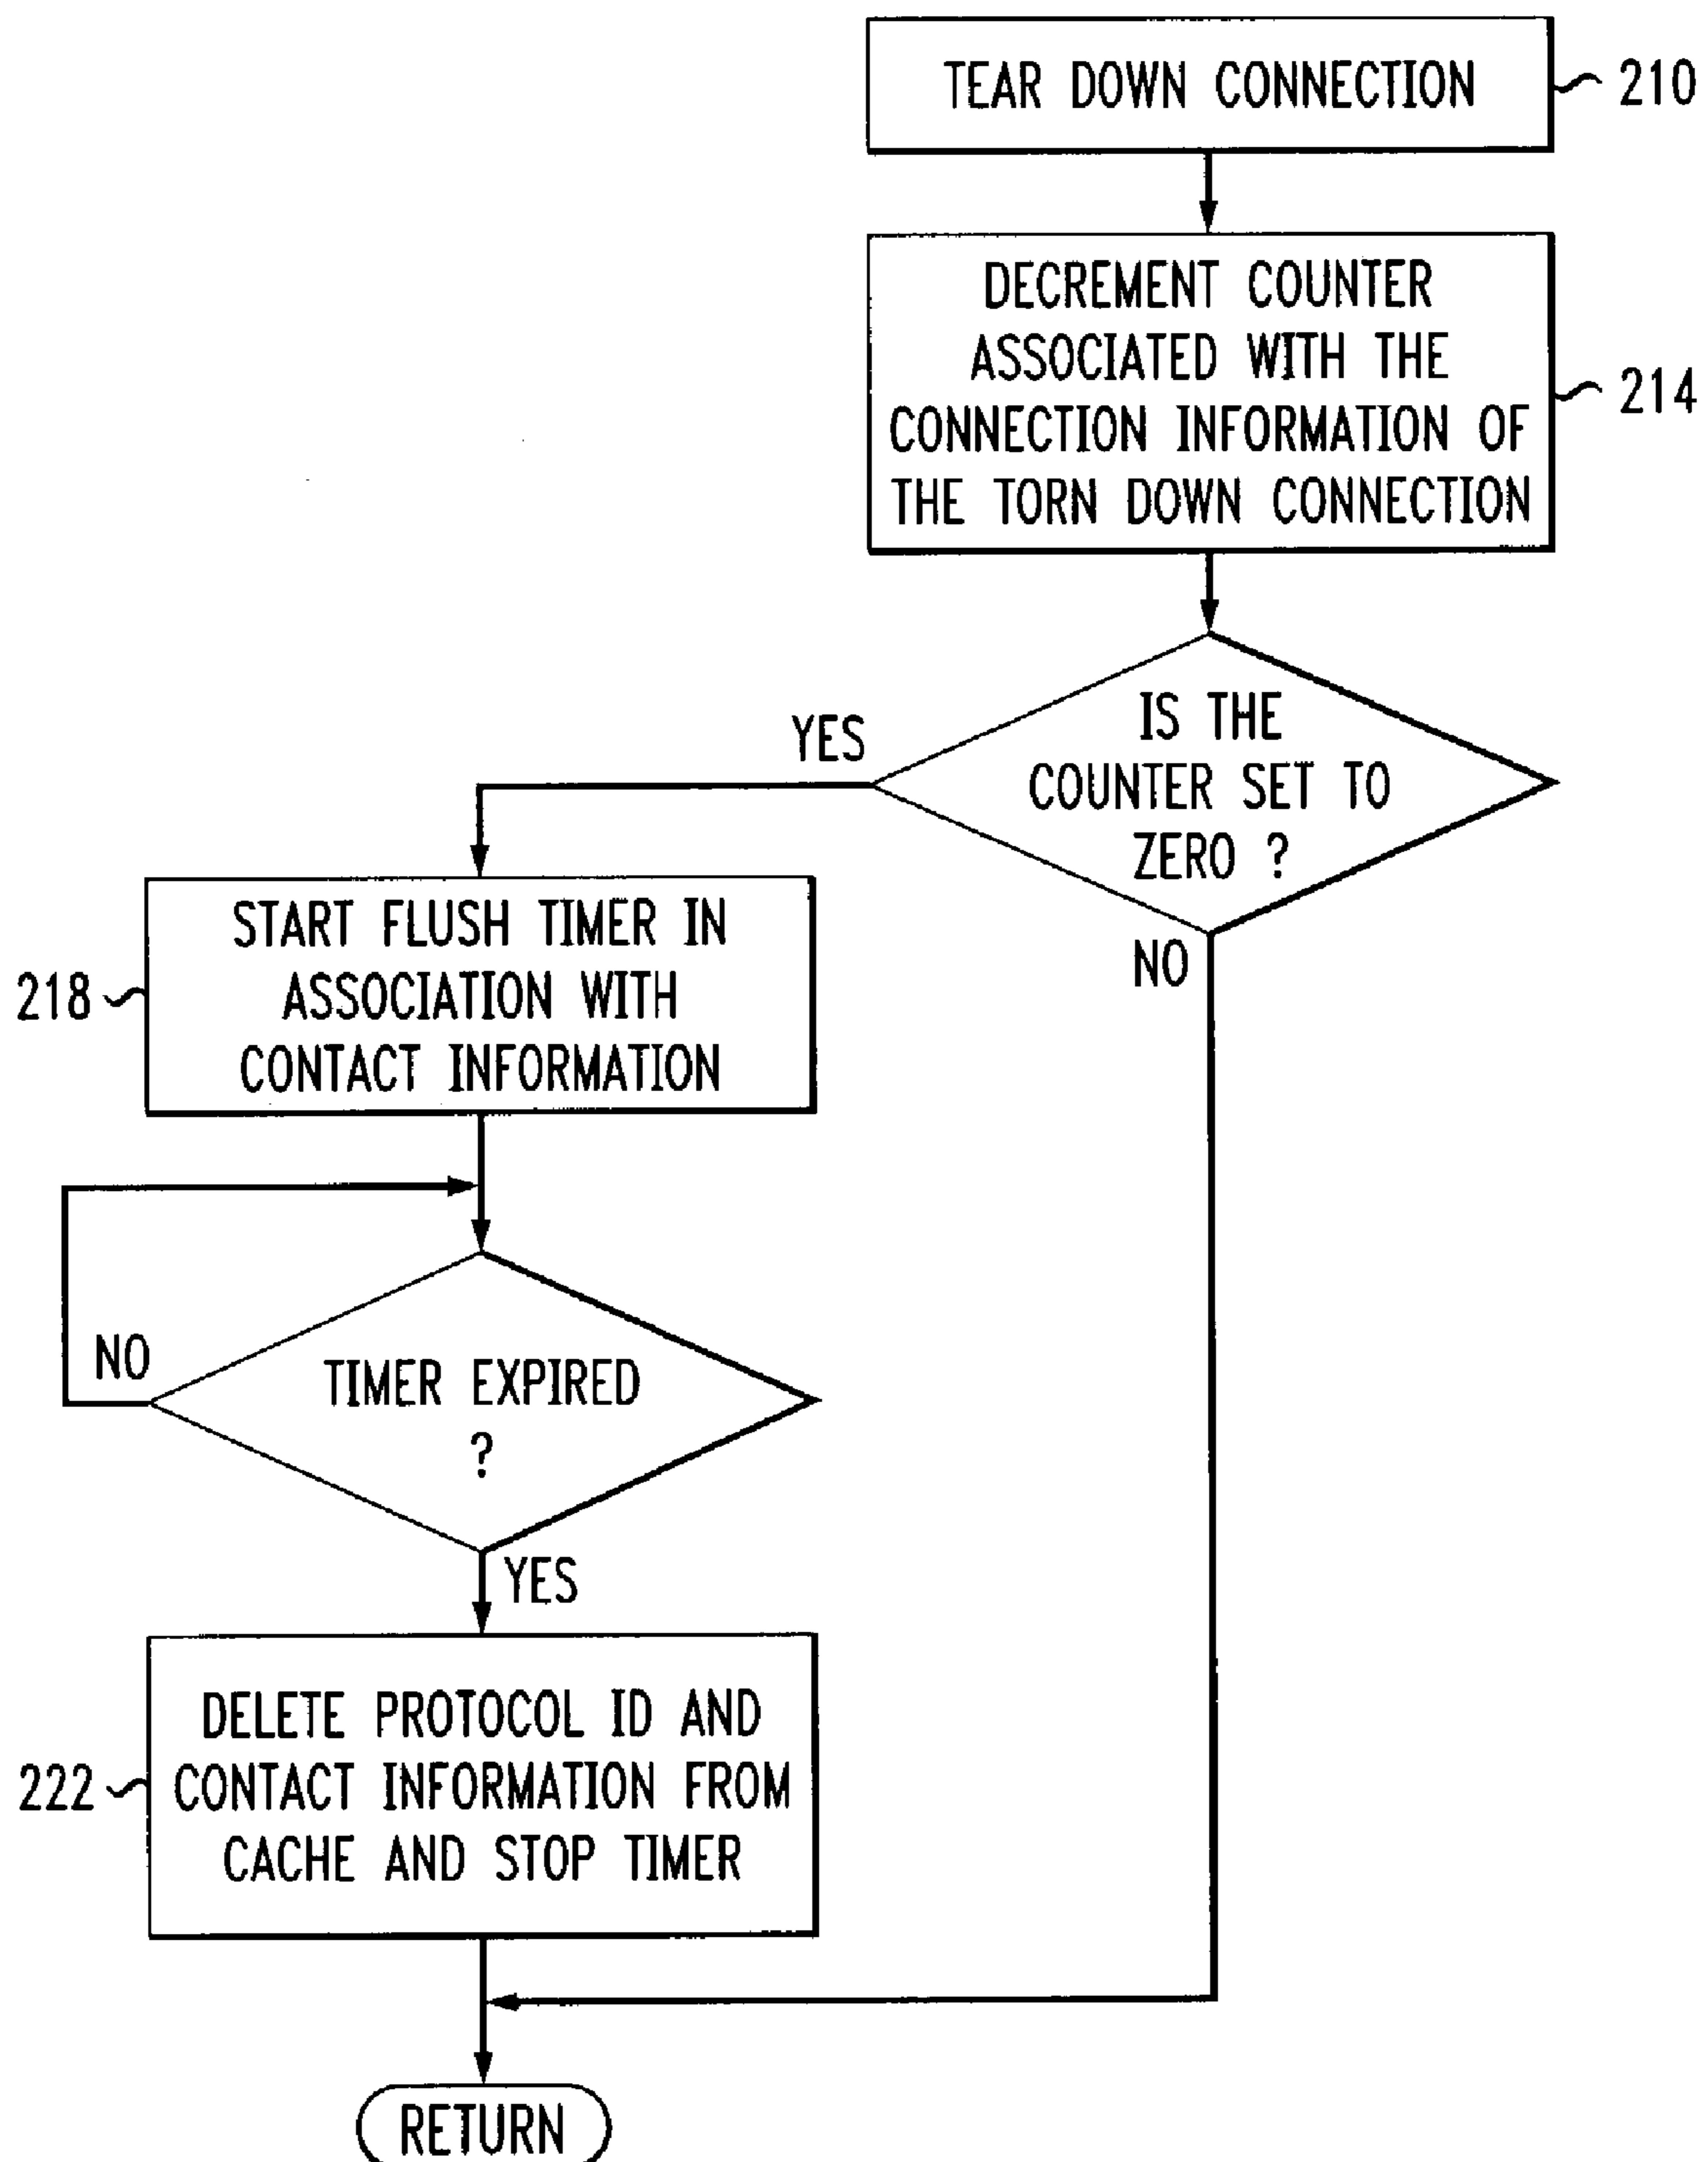 TEAR DOWN CONNECTION
210
DECREMENT COUNTER
ASSOCIATED WITH THE
CONNECTION INFORMATION OF
THE TORN DOWN CONNECTION
214
IS THE
COUNTER SET TO
ZERO ?
YES
NO
START FLUSH TIMER IN
ASSOCIATION WITH
CONTACT INFORMATION
218
TIMER EXPIRED
?
NO
YES
DELETE PROTOCOL ID AND
CONTACT INFORMATION FROM
CACHE AND STOP TIMER
222
RETURN